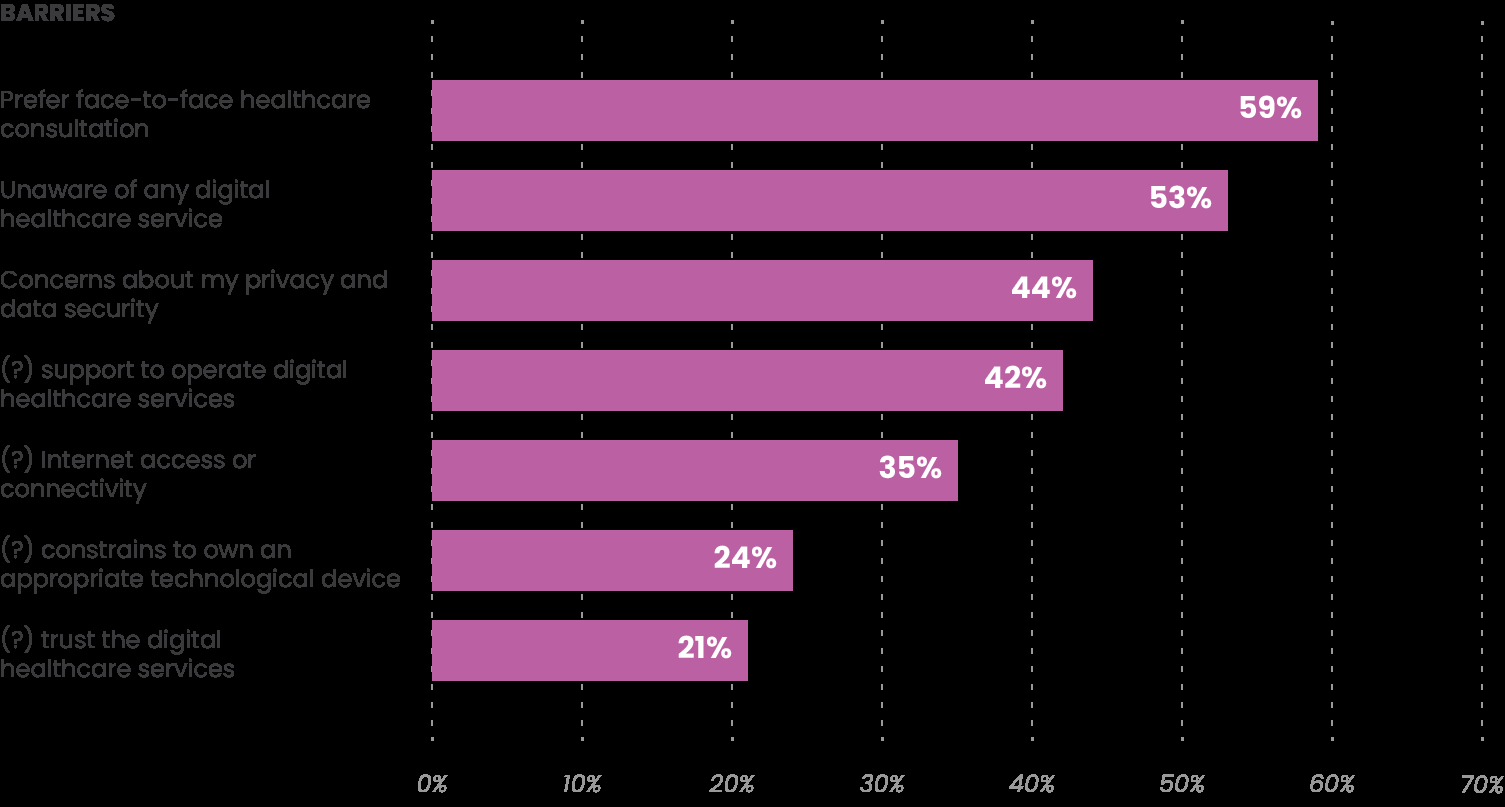 BARRIERS
Prefer face-to-face healthcare
consultation
59%
Unaware of any digital
healthcare service
53%
Concerns about my privacy and
data security
44%
(?) support to operate digital
healthcare services
42%
(?) Internet access or
connectivity
35%
(?) constrains to own an
appropriate technological device
24%
(?) trust the digital
healthcare services
21%
0% 10% 20% 30% 40% 50% 60% 70%